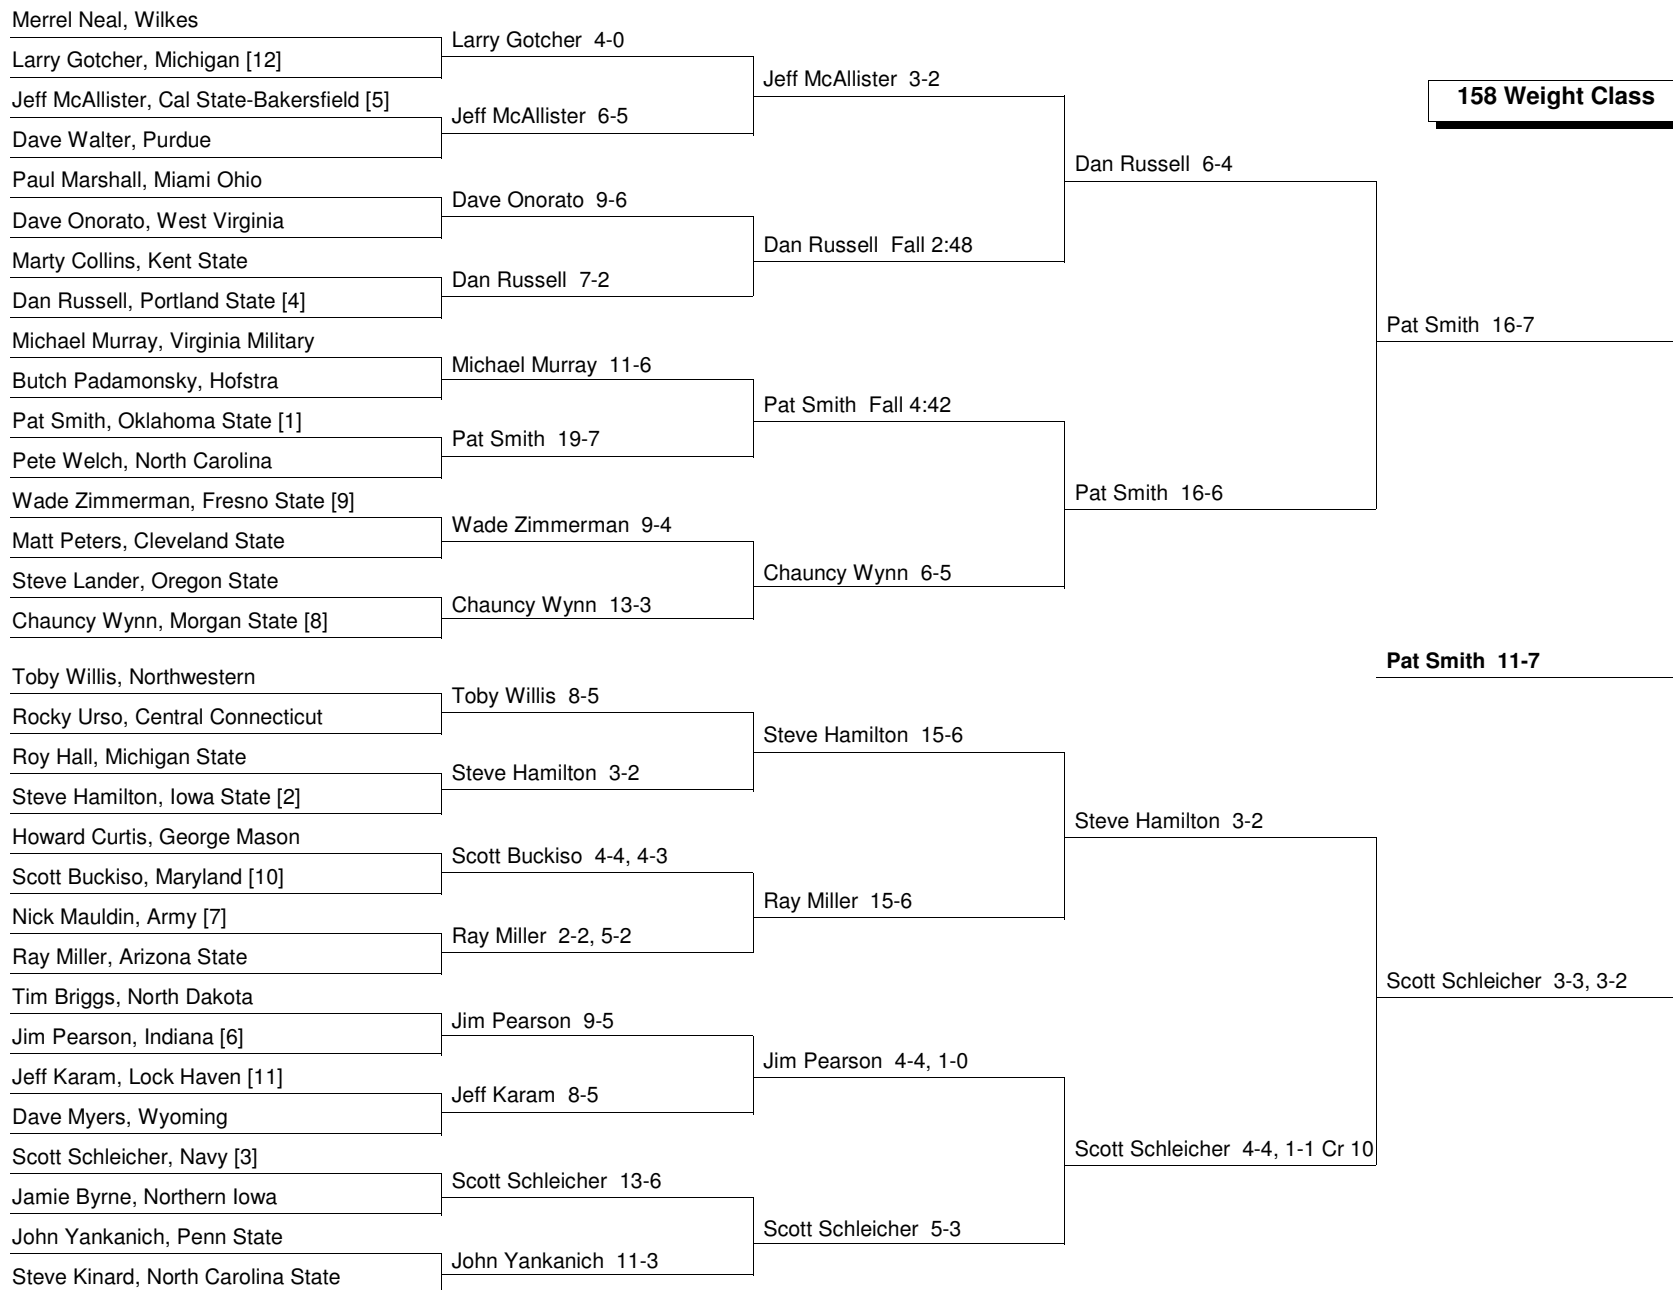 Merrel Neal, Wilkes
Larry Gotcher, Michigan [12]
Jeff McAllister, Cal State-Bakersfield [5]
Dave Walter, Purdue
Paul Marshall, Miami Ohio
Dave Onorato, West Virginia
Marty Collins, Kent State
Dan Russell, Portland State [4]
Michael Murray, Virginia Military
Butch Padamonsky, Hofstra
Pat Smith, Oklahoma State [1]
Pete Welch, North Carolina
Wade Zimmerman, Fresno State [9]
Matt Peters, Cleveland State
Steve Lander, Oregon State
Chauncy Wynn, Morgan State [8]
Toby Willis, Northwestern
Rocky Urso, Central Connecticut
Roy Hall, Michigan State
Steve Hamilton, Iowa State [2]
Howard Curtis, George Mason
Scott Buckiso, Maryland [10]
Nick Mauldin, Army [7]
Ray Miller, Arizona State
Tim Briggs, North Dakota
Jim Pearson, Indiana [6]
Jeff Karam, Lock Haven [11]
Dave Myers, Wyoming
Scott Schleicher, Navy [3]
Jamie Byrne, Northern Iowa
John Yankanich, Penn State
Steve Kinard, North Carolina State
Larry Gotcher 4-0
Jeff McAllister 6-5
Dave Onorato 9-6
Dan Russell 7-2
Michael Murray 11-6
Pat Smith 19-7
Wade Zimmerman 9-4
Chauncy Wynn 13-3
Toby Willis 8-5
Steve Hamilton 3-2
Scott Buckiso 4-4, 4-3
Ray Miller 2-2, 5-2
Jim Pearson 9-5
Jeff Karam 8-5
Scott Schleicher 13-6
John Yankanich 11-3
Jeff McAllister 3-2
Dan Russell Fall 2:48
Pat Smith Fall 4:42
Chauncy Wynn 6-5
Steve Hamilton 15-6
Ray Miller 15-6
Jim Pearson 4-4, 1-0
Scott Schleicher 5-3
Dan Russell 6-4
Pat Smith 16-6
Steve Hamilton 3-2
Scott Schleicher 4-4, 1-1 Cr 10
158 Weight Class
Pat Smith 16-7
Pat Smith 11-7
Scott Schleicher 3-3, 3-2